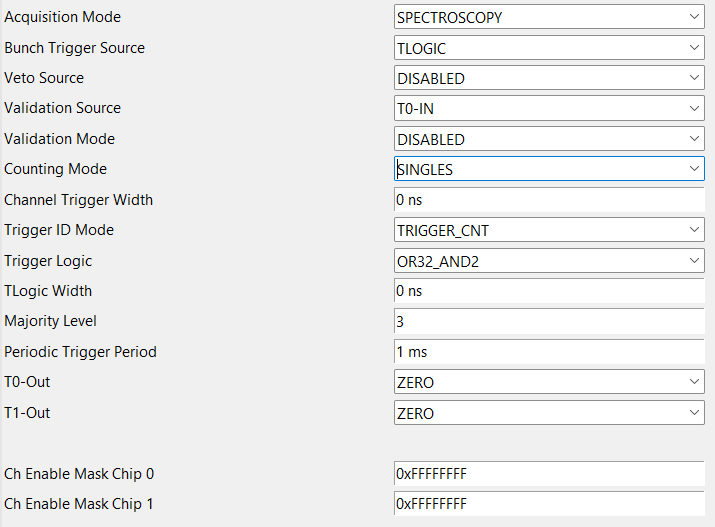 Acquisition Mode SPECTROSCOPY
Bunch Trigger Source TLOGIC
Veto Source DISABLED
Validation Source T0-IN
Validation Mode DISABLED
Counting Mode SINGLES
Channel Trigger Width 0 ns
Trigger ID Mode TRIGGER_CNT
Trigger Logic OR32_AND2
TLogic Width 0 ns
Majority Level 3
Periodic Trigger Period 1 ms
T0-Out ZERO
T1-Out ZERO
Ch Enable Mask Chip 0 0xFFFFFFFF
Ch Enable Mask Chip 1 0xFFFFFFFF